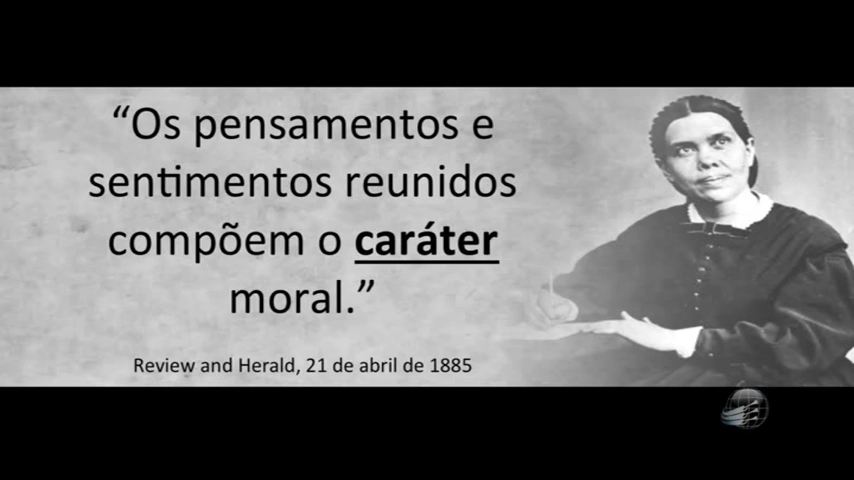 “Os pensamentos e
sentimentos reunidos
compõem o caráter
moral.”
Review and Herald, 21 de abril de 1885